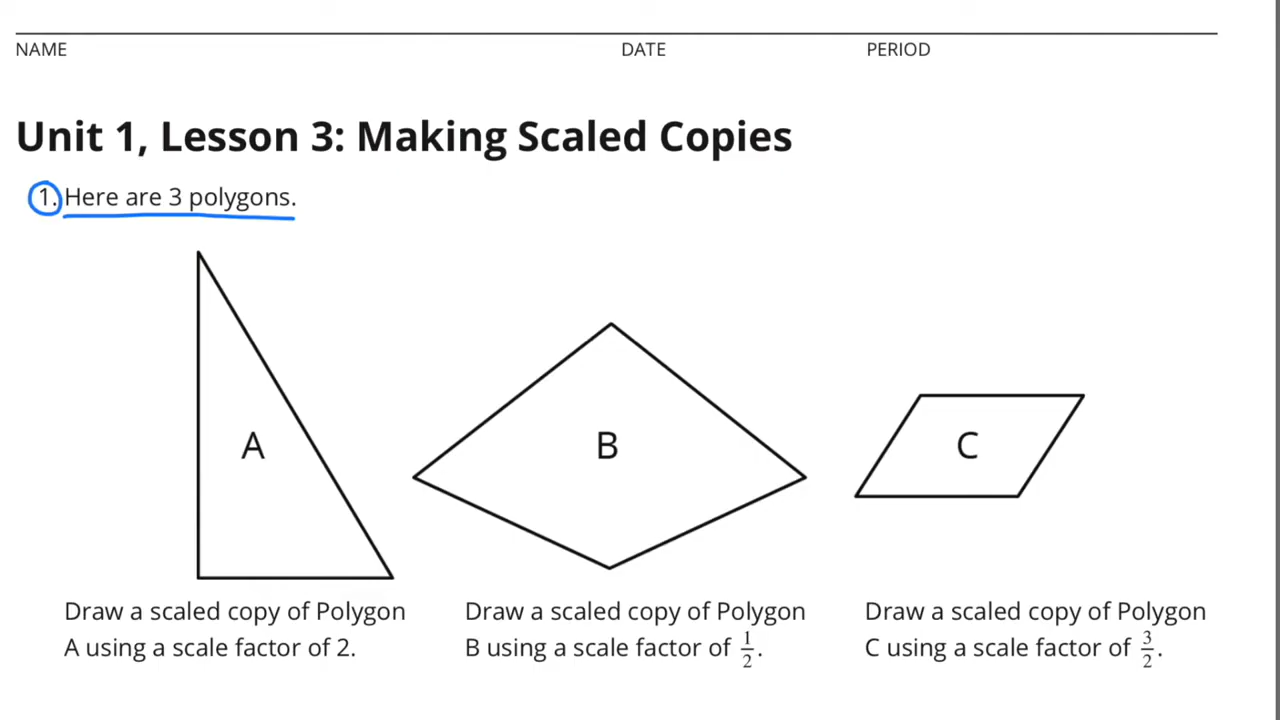 NAME DATE PERIOD
Unit 1, Lesson 3: Making Scaled Copies
1. Here are 3 polygons.
A
B
C
Draw a scaled copy of Polygon
A using a scale factor of 2.
Draw a scaled copy of Polygon
B using a scale factor of 1/2.
Draw a scaled copy of Polygon
C using a scale factor of 3/2.